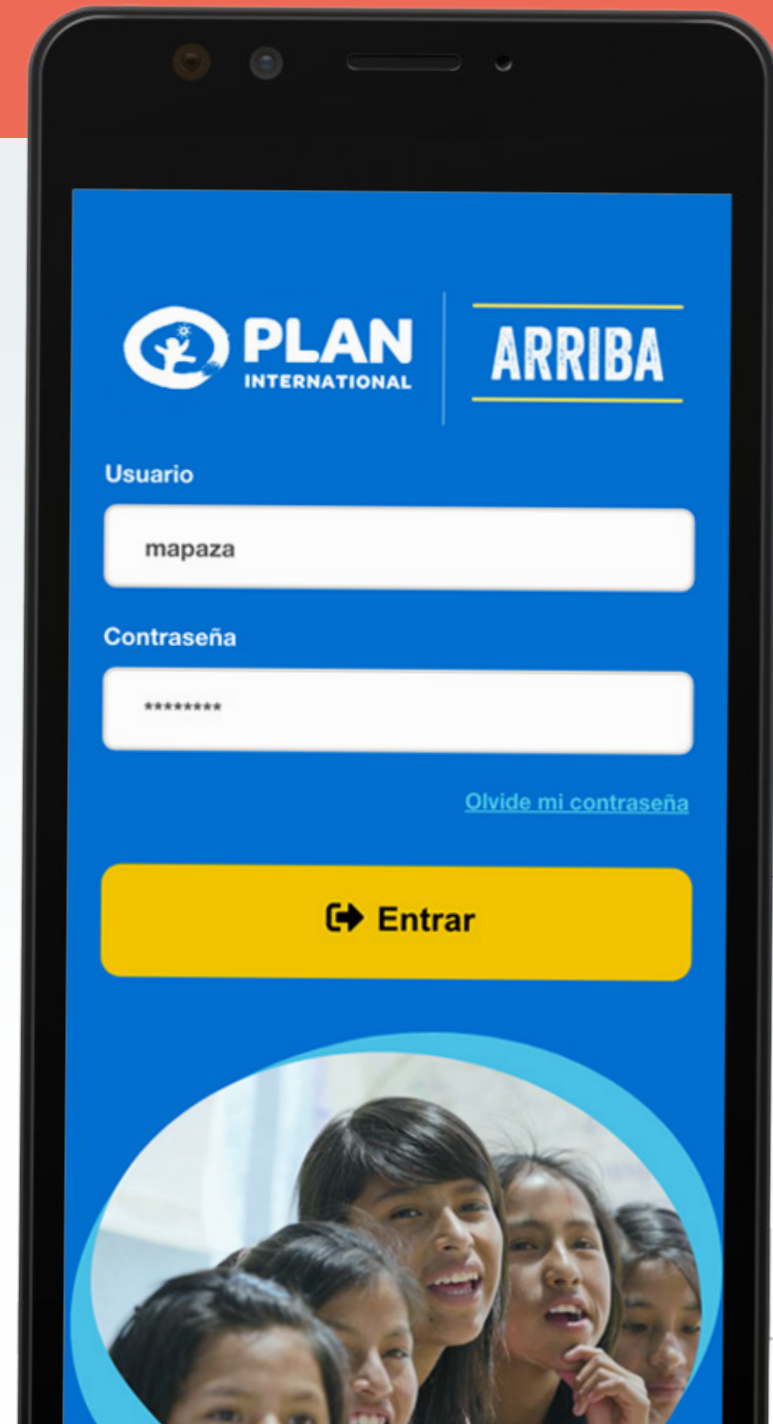 PLAN
INTERNATIONAL
ARRIBA
Usuario
mapaza
Contraseña
********
Olvide mi contraseña
Entrar